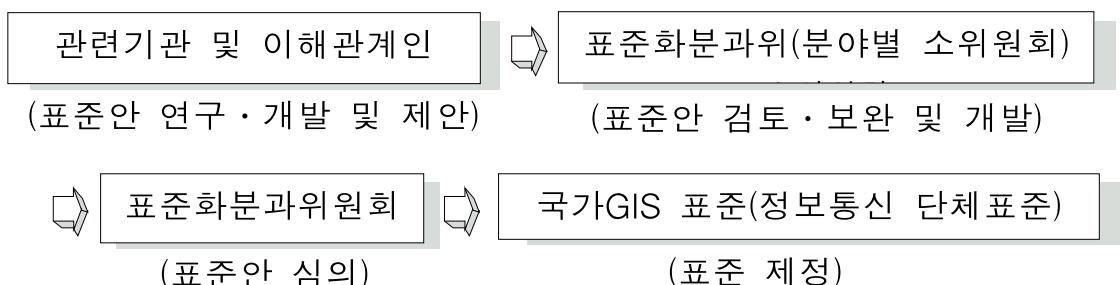 관련기관 및 이해관계인
표준화분과위(분야별 소위원회)
(표준안 연구·개발 및 제안)
(표준안 검토·보완 및 개발)
표준화분과위원회
국가GIS 표준(정보통신 단체표준)
(표준안 심의)
(표준 제정)